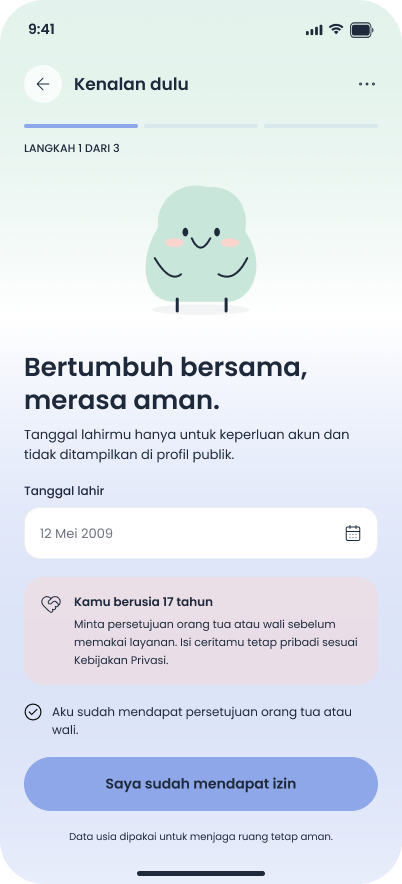 9:41
Kenalan dulu
LANGKAH 1 DARI 3
Bertumbuh bersama,
merasa aman.
Tanggal lahirmu hanya untuk keperluan akun dan
tidak ditampilkan di profil publik.
Tanggal lahir
12 Mei 2009
Kamu berusia 17 tahun
Minta persetujuan orang tua atau wali sebelum
memakai layanan. Isi ceritamu tetap pribadi sesuai
Kebijakan Privasi.
Aku sudah mendapat persetujuan orang tua atau
wali.
Saya sudah mendapat izin
Data usia dipakai untuk menjaga ruang tetap aman.